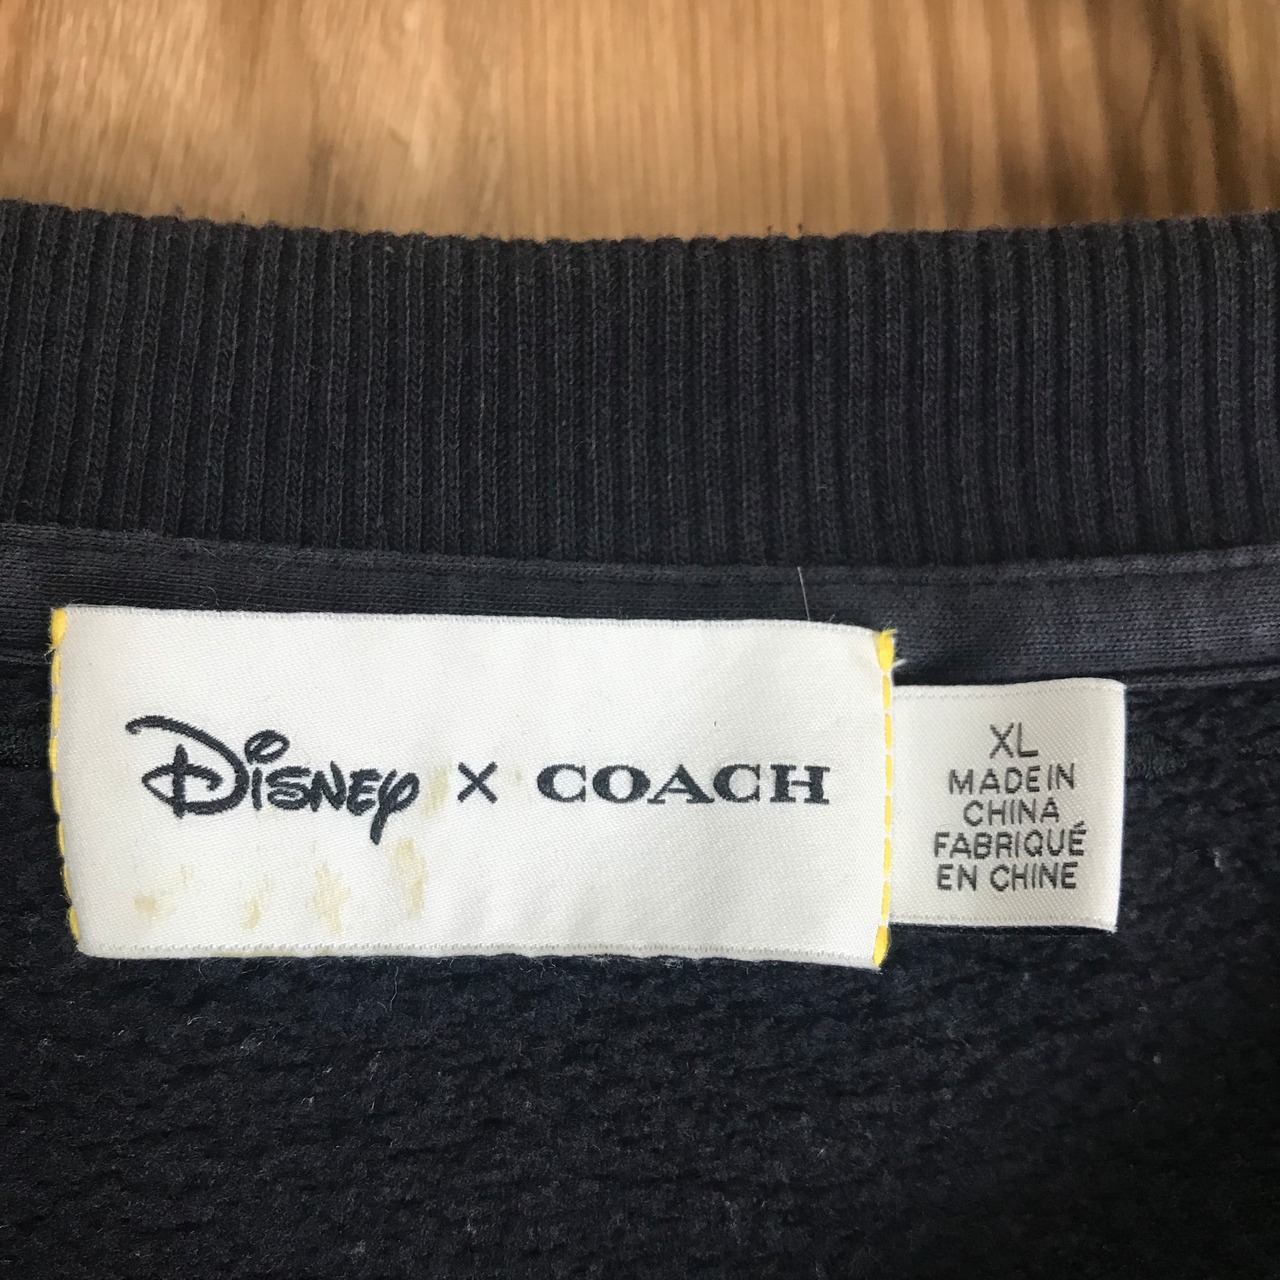 Disney x COACH
XL
MADE IN
CHINA
FABRIQUÉ
EN CHINE